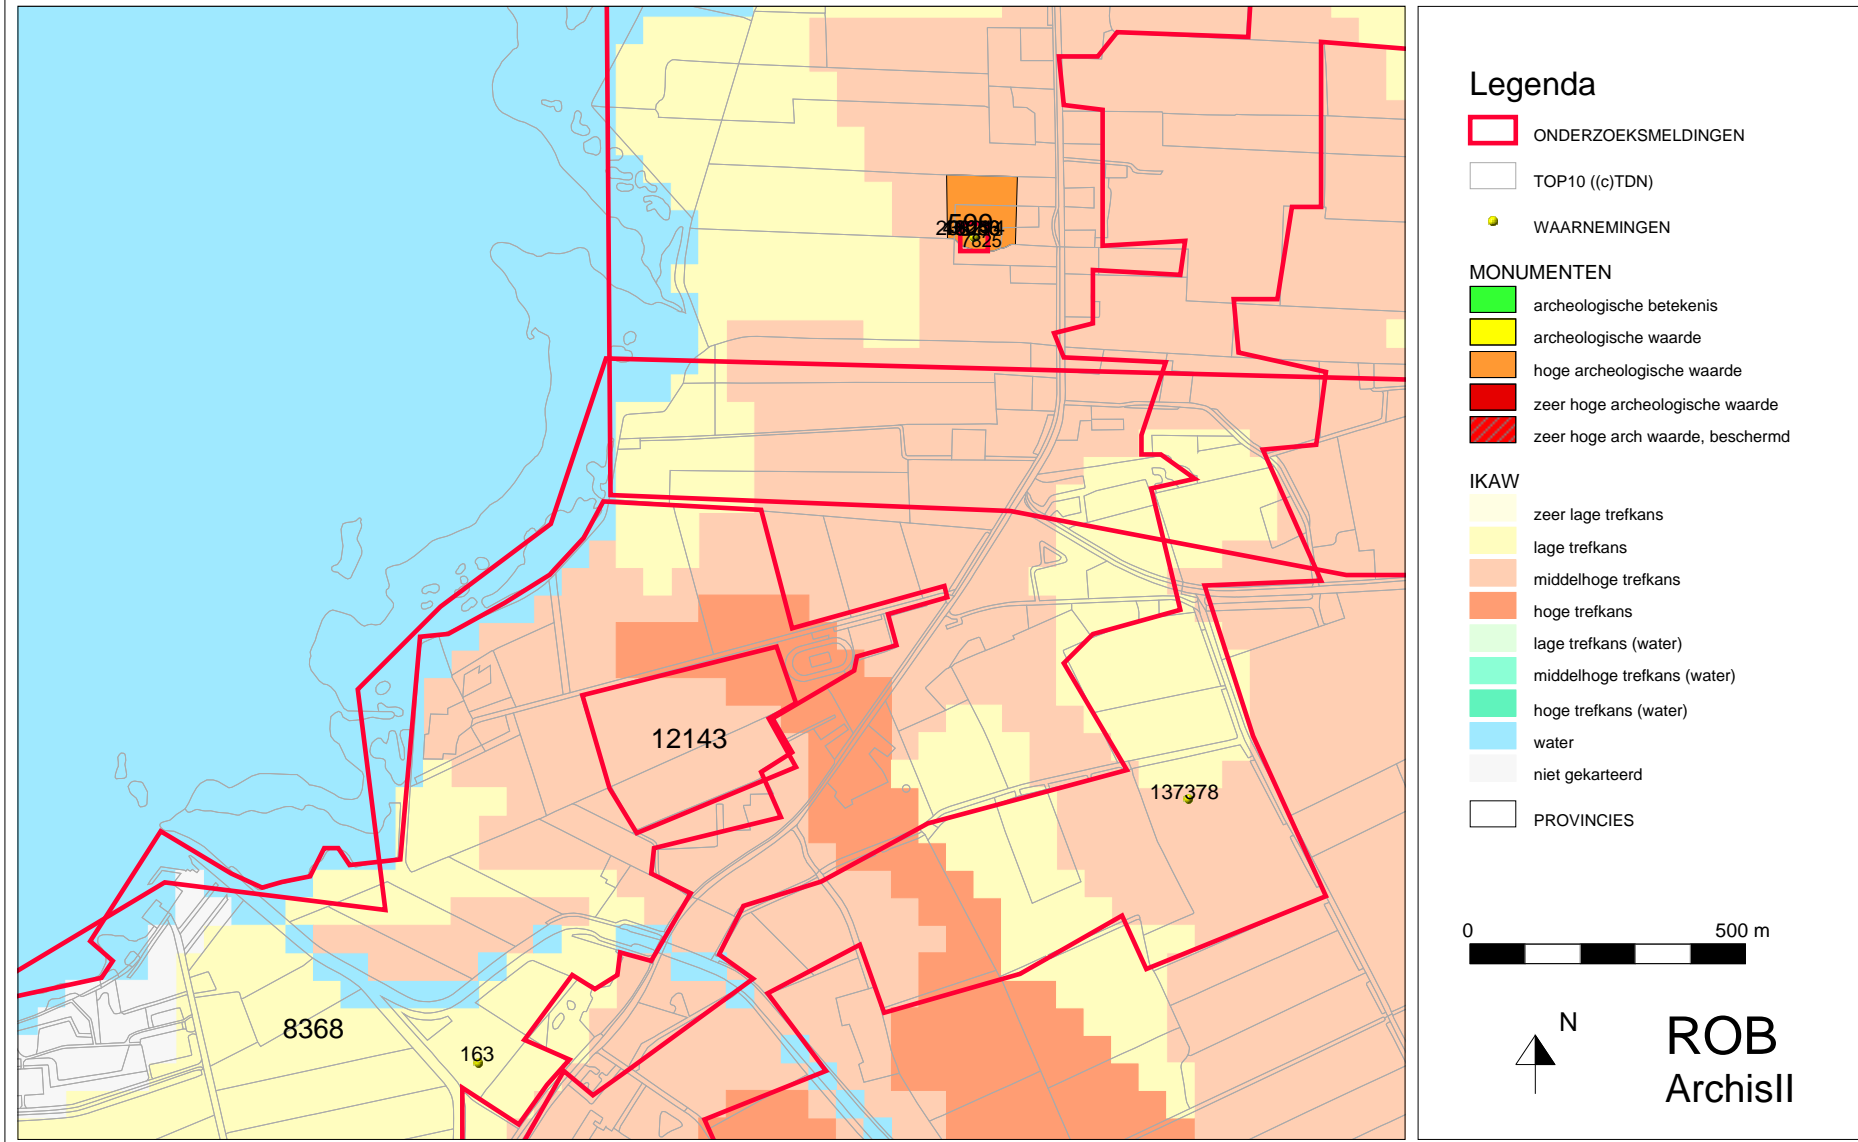 599
7825
12143
137378
8368
163
Legenda
ONDERZOEKSMELDINGEN
TOP10 ((c)TDN)
WAARNEMINGEN
MONUMENTEN
archeologische betekenis
archeologische waarde
hoge archeologische waarde
zeer hoge archeologische waarde
zeer hoge arch waarde, beschermd
IKAW
zeer lage trefkans
lage trefkans
middelhoge trefkans
hoge trefkans
lage trefkans (water)
middelhoge trefkans (water)
hoge trefkans (water)
water
niet gekarteerd
PROVINCIES
0 500 m
N
ROB
ArchisII